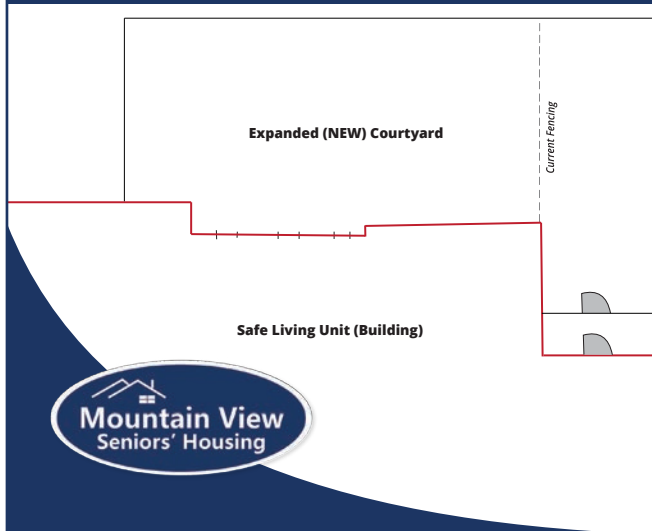 Expanded (NEW) Courtyard
Current Fencing
Safe Living Unit (Building)
Mountain View
Seniors' Housing